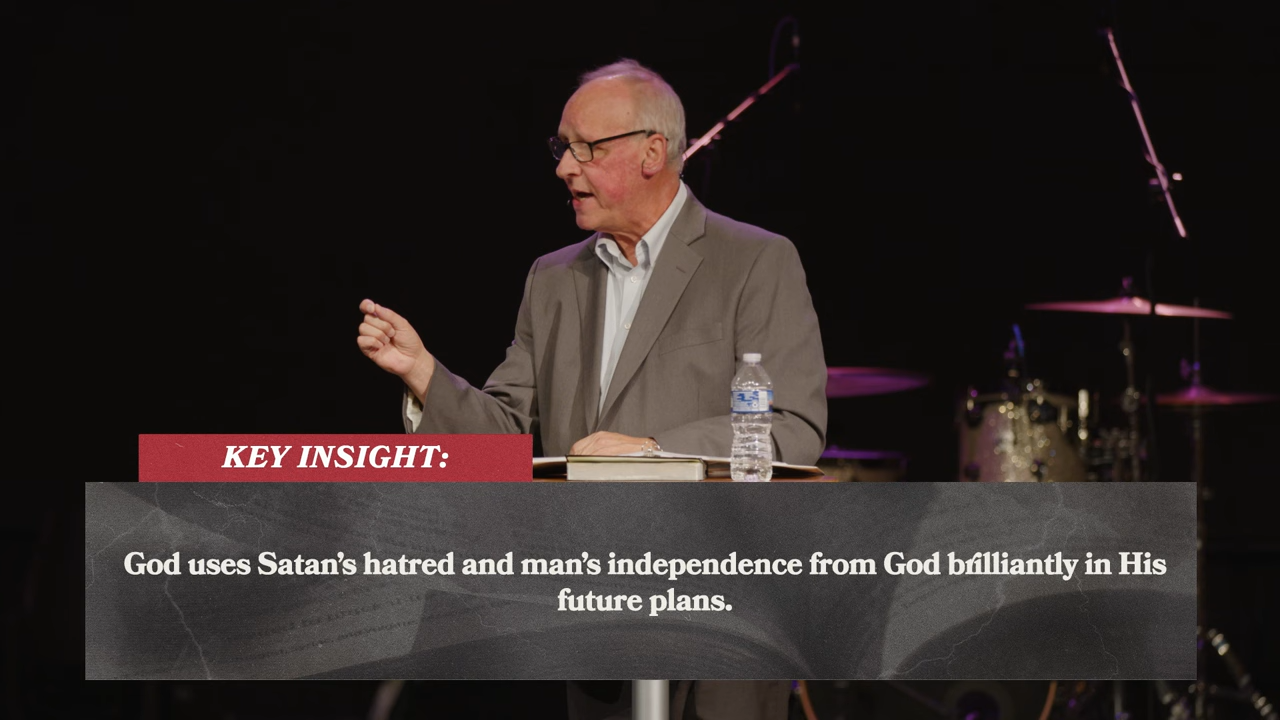 KEY INSIGHT:
God uses Satan’s hatred and man’s independence from God brilliantly in His
future plans.